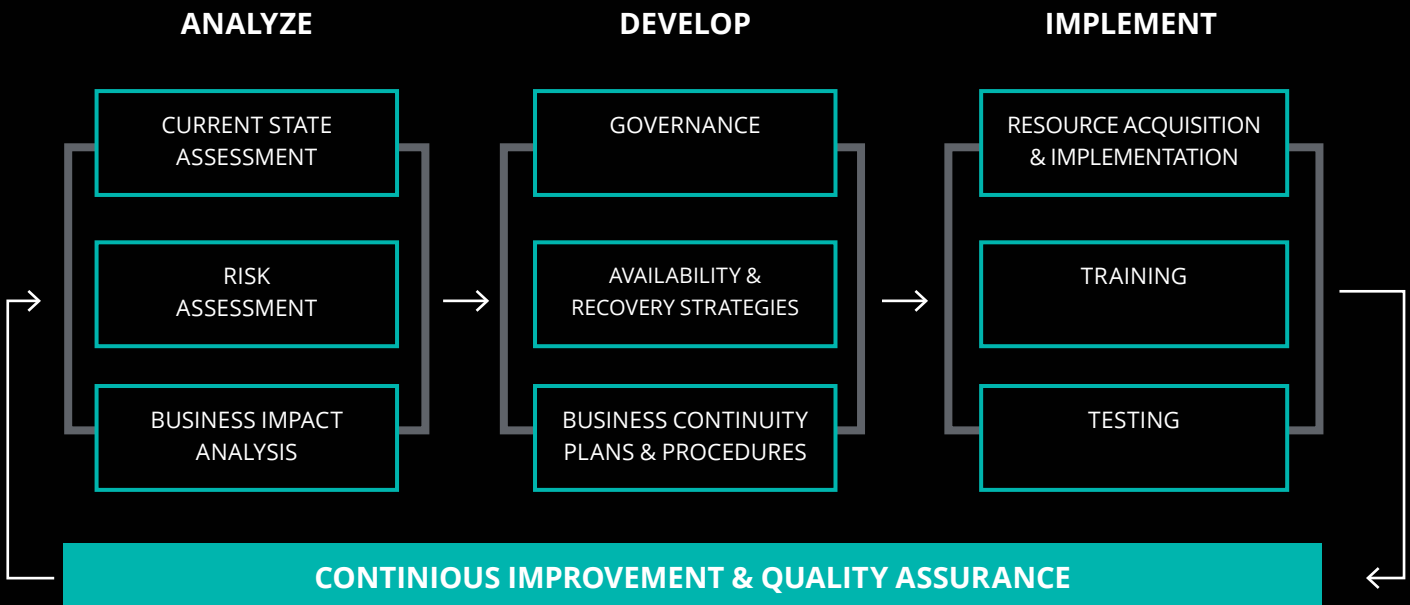 ANALYZE
CURRENT STATE
ASSESSMENT
RISK
ASSESSMENT
BUSINESS IMPACT
ANALYSIS
DEVELOP
GOVERNANCE
AVAILABILITY &
RECOVERY STRATEGIES
BUSINESS CONTINUITY
PLANS & PROCEDURES
IMPLEMENT
RESOURCE ACQUISITION
& IMPLEMENTATION
TRAINING
TESTING
CONTINIOUS IMPROVEMENT & QUALITY ASSURANCE